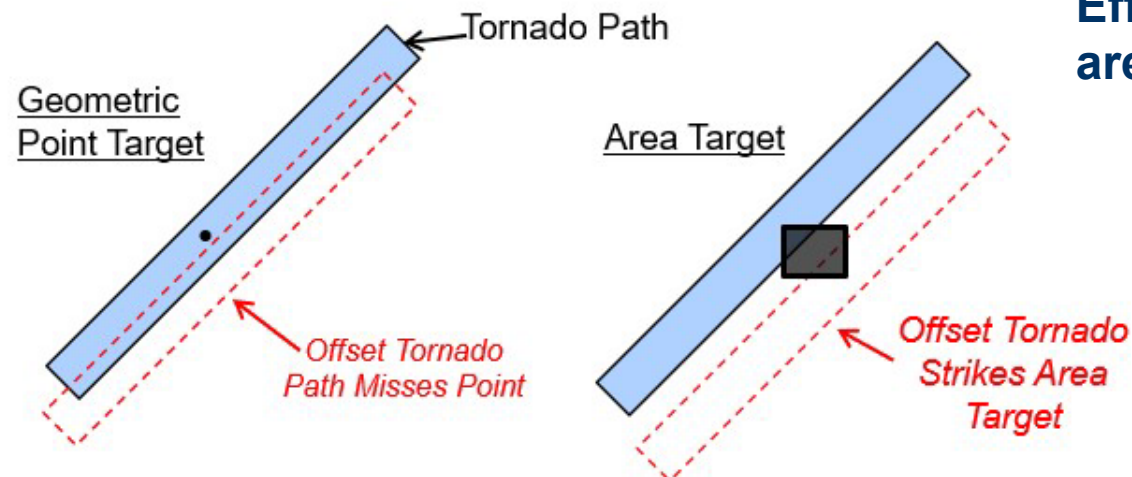 Tornado Path
Geometric
Point Target
Offset Tornado
Path Misses Point
Area Target
Offset Tornado
Strikes Area
Target